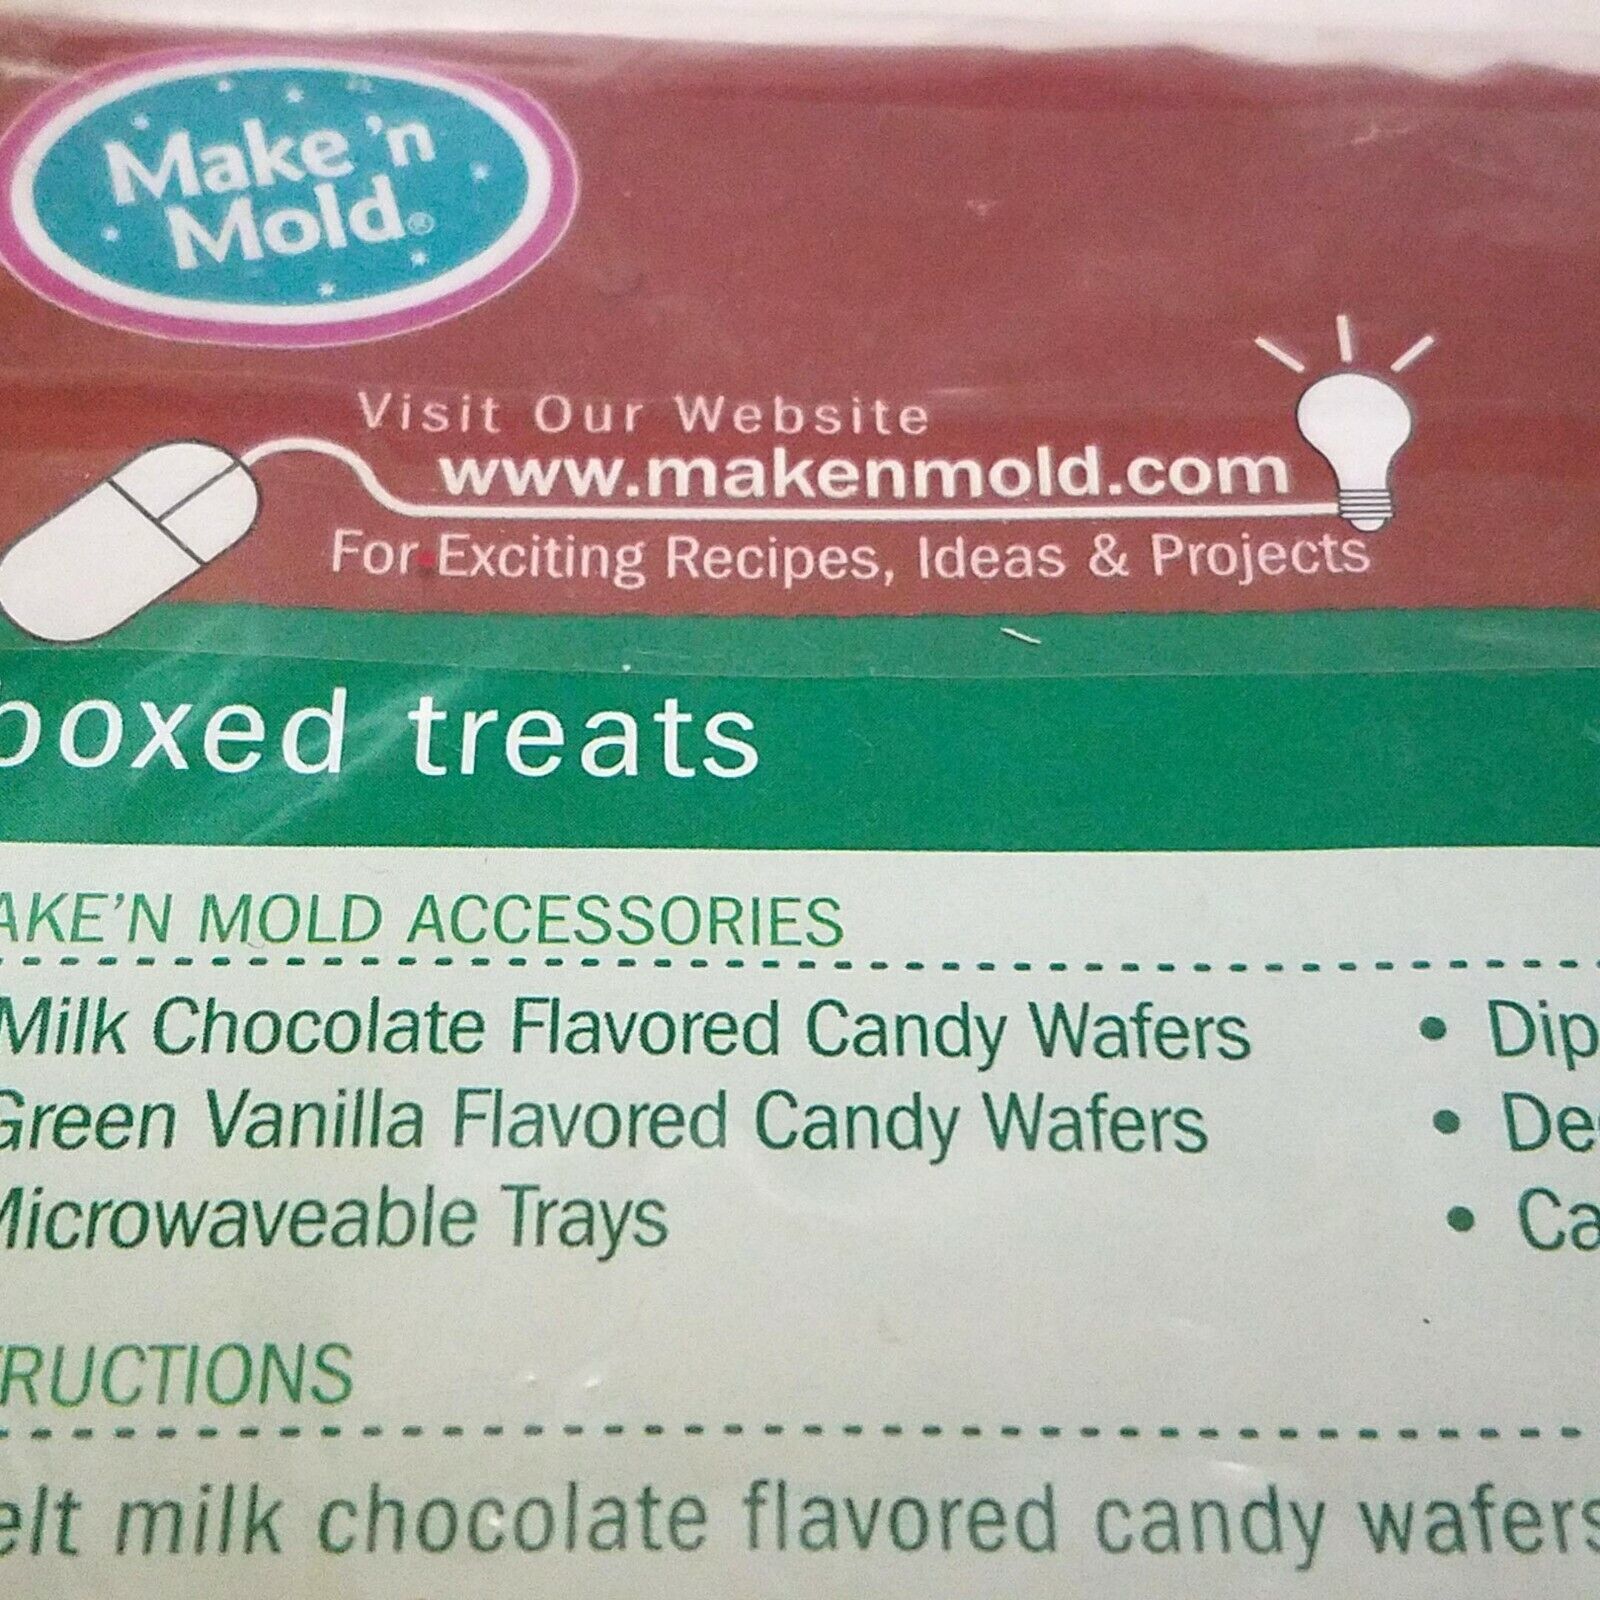 Make 'n
Mold®
Visit Our Website
www.makenmold.com
For Exciting Recipes, Ideas & Projects
boxed treats
AKE'N MOLD ACCESSORIES
Milk Chocolate Flavored Candy Wafers • Dip
Green Vanilla Flavored Candy Wafers • De
Microwaveable Trays • Ca
RUCTIONS
elt milk chocolate flavored candy wafers